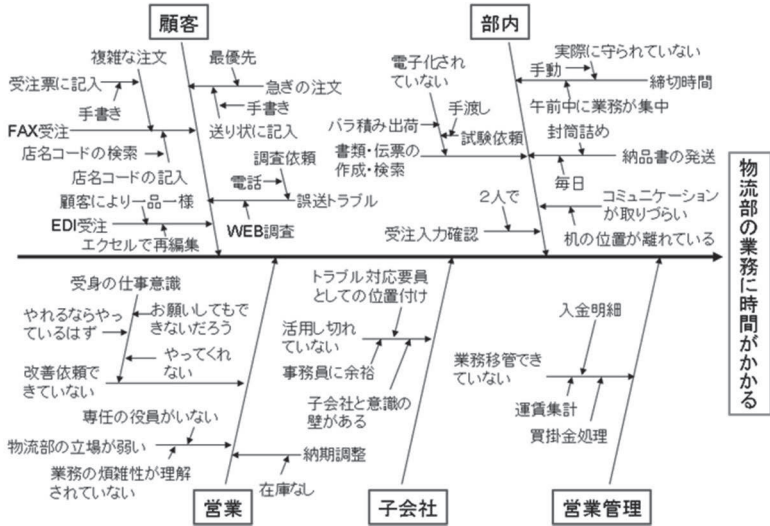 顧客
部内
複雑な注文
受注票に記入
手書き
FAX受注
店名コードの検索
店名コードの記入
顧客により一品一様
EDI受注
エクセルで再編集
最優先
急ぎの注文
手書き
送り状に記入
調査依頼
電話
誤送トラブル
WEB調査
電子化され
ていない
手渡し
バラ積み出荷
試験依頼
書類・伝票の
作成・検索
2人で
受注入力確認
実際に守られていない
手動
締切時間
午前中に業務が集中
封筒詰め
納品書の発送
毎日
コミュニケーション
が取りづらい
机の位置が離れている
物流部の業務に時間がかかる
受身の仕事意識
やれるならやっ
ているはず
お願いしてもで
きないだろう
やってくれ
ない
改善依頼で
きていない
専任の役員がいない
物流部の立場が弱い
業務の煩雑性が理解
されていない
納期調整
在庫なし
トラブル対応要員
としての位置付け
活用し切れ
ていない
事務員に余裕
子会社と意識の
壁がある
入金明細
業務移管でき
ていない
運賃集計
買掛金処理
営業
子会社
営業管理